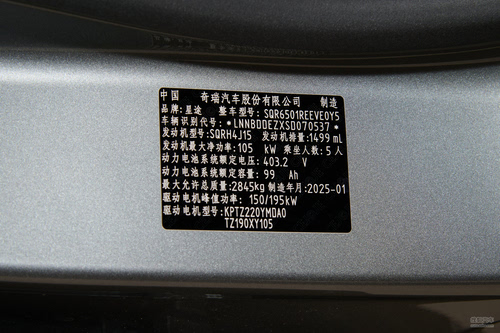 中国 奇瑞汽车股份有限公司 制造
品牌:星途 整车型号:SQR6501REEVE0Y5
车辆识别代号:*LNNBDDEZXSD070537*
发动机型号:SQRH4J15 发动机排量:1499mL
发动机最大净功率:105 kW 乘坐人数:5人
动力电池系统额定电压:403.2 V
动力电池系统额定容量:99 Ah
最大允许总质量:2845kg 制造年月:2025-01
驱动电机峰值功率:150/195kW
驱动电机型号:KPTZ220YMDA0
TZ190XY105